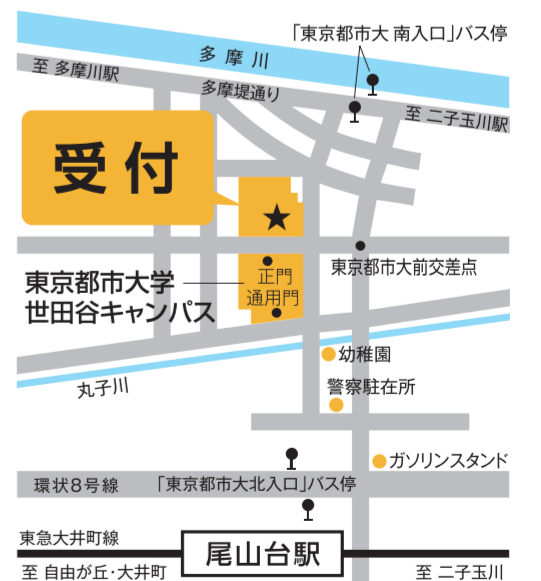 「東京都市大 南入口」バス停
多摩川
至 多摩川駅
多摩堤通り
至 二子玉川駅
受付
東京都市大前交差点
東京都市大学
世田谷キャンパス
正門
通用門
丸子川
幼稚園
警察駐在所
ガソリンスタンド
環状8号線
「東京都市大北入口」バス停
東急大井町線
尾山台駅
至 自由が丘・大井町
至 二子玉川